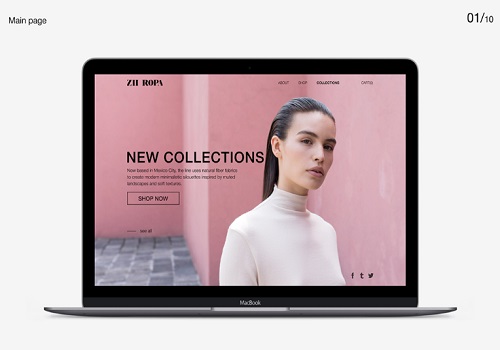 Main page
01/10
ZII ROPA
ABOUT SHOP COLLECTIONS CART(0)
NEW COLLECTIONS
Now based in Mexico City, the line uses natural fiber fabrics
to create modern minimalistic silouettes inspired by muted
landscapes and soft textures.
SHOP NOW
see all
f t
MacBook